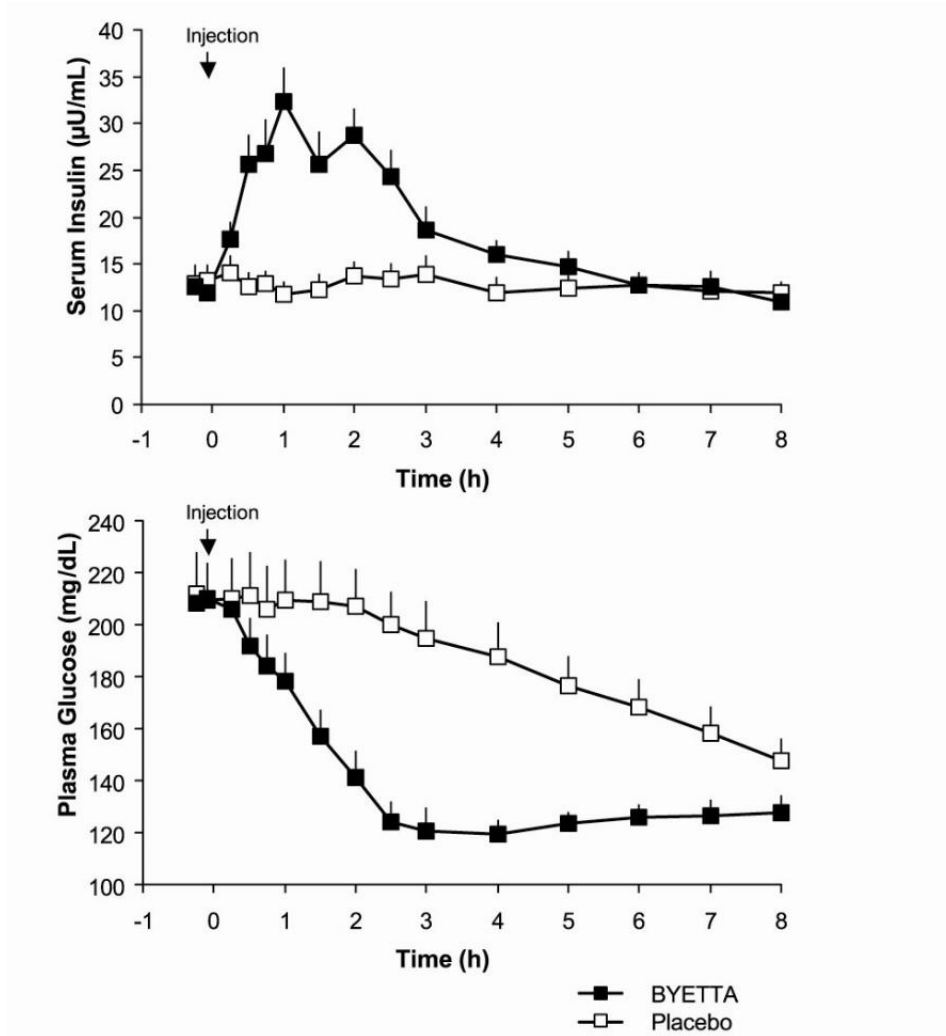 Injection
Serum Insulin (µU/mL)
40
35
30
25
20
15
10
5
0
-1 0 1 2 3 4 5 6 7 8
Time (h)
Injection
Plasma Glucose (mg/dL)
240
220
200
180
160
140
120
100
-1 0 1 2 3 4 5 6 7 8
Time (h)
BYETTA
Placebo